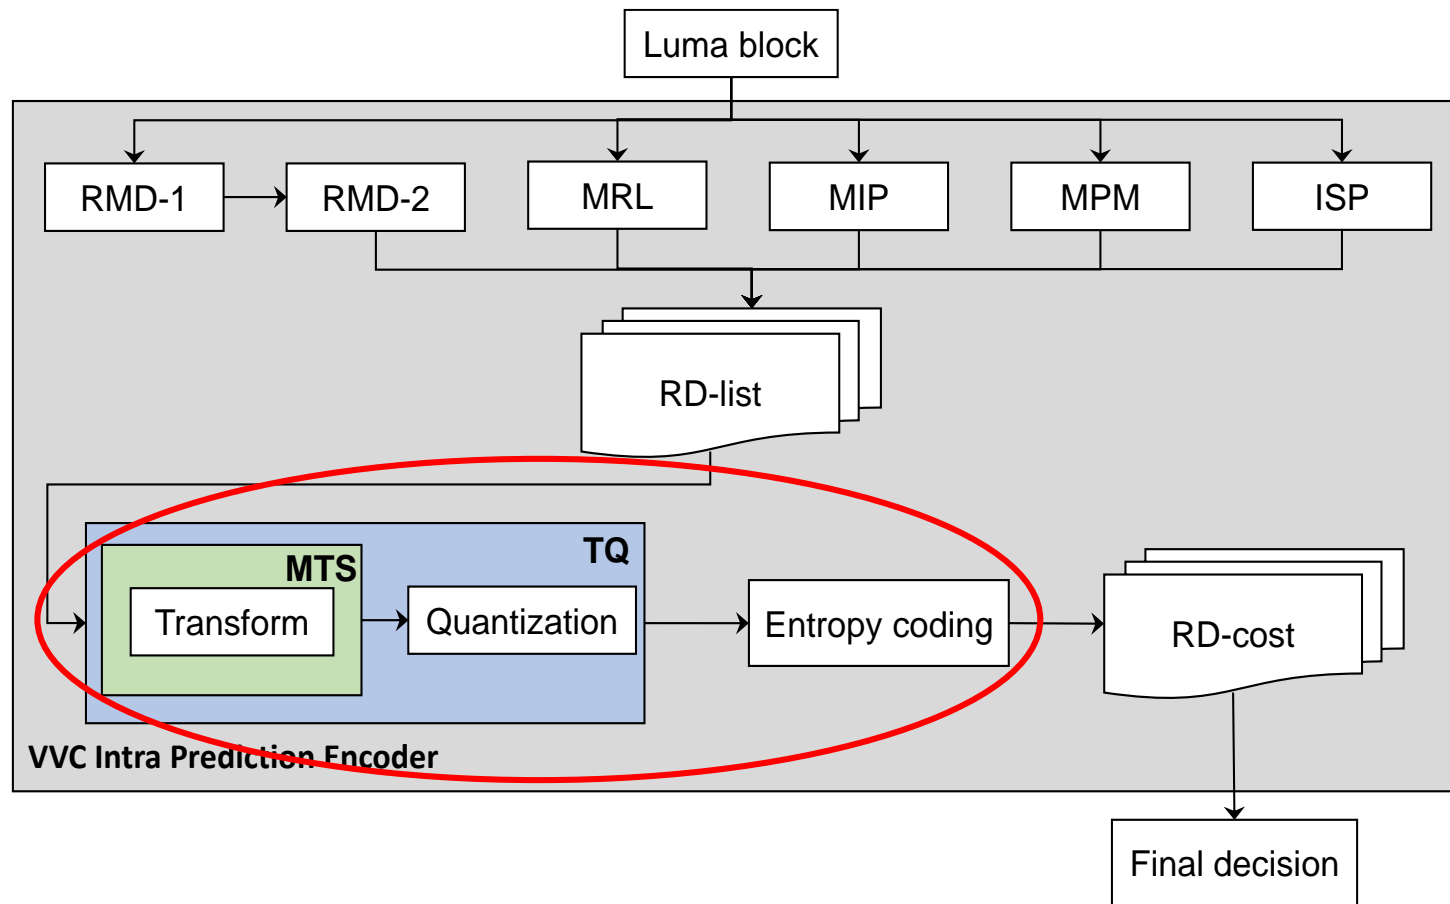 Luma block
RMD-1
RMD-2
MRL
MIP
MPM
ISP
RD-list
MTS
TQ
Transform
Quantization
Entropy coding
RD-cost
VVC Intra Prediction Encoder
Final decision